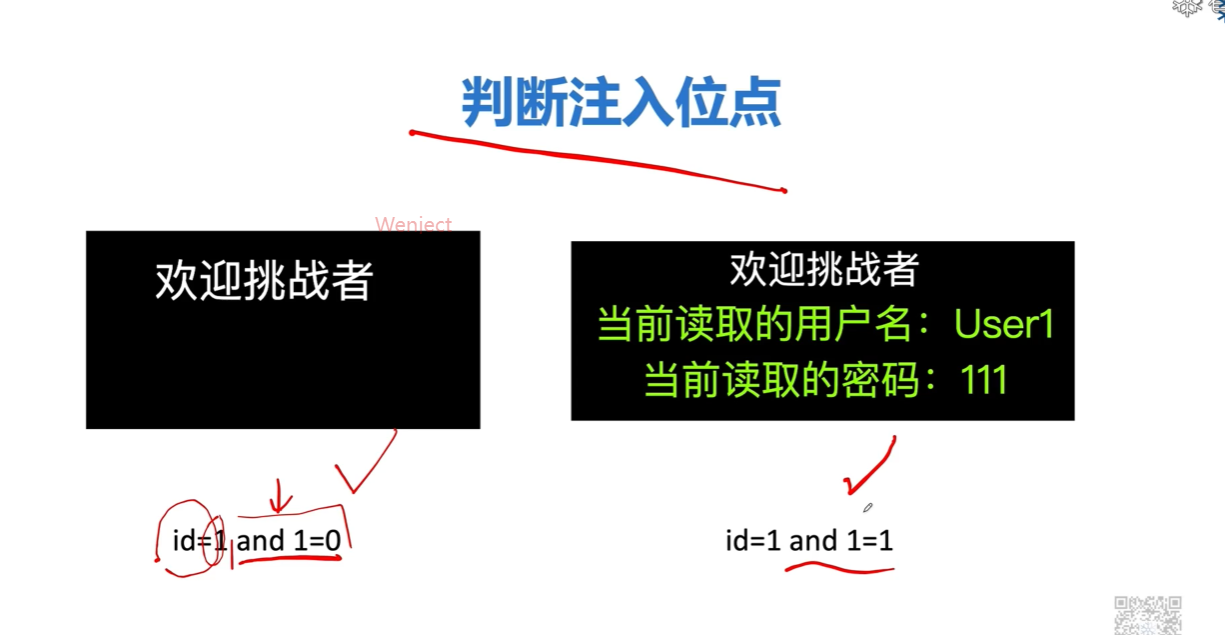 判断注入位点
Wenject
欢迎挑战者
欢迎挑战者
当前读取的用户名：User1
当前读取的密码：111
id=1 and 1=0
id=1 and 1=1